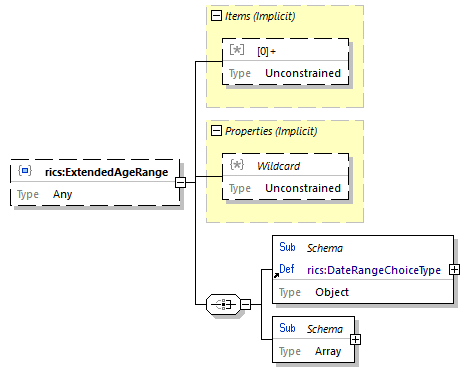 Items (Implicit)
[*] [0]+
Type Unconstrained
Properties (Implicit)
{*} Wildcard
Type Unconstrained
rics:ExtendedAgeRange
Type Any
Sub Schema
Def rics:DateRangeChoiceType
Type Object
Sub Schema
Type Array